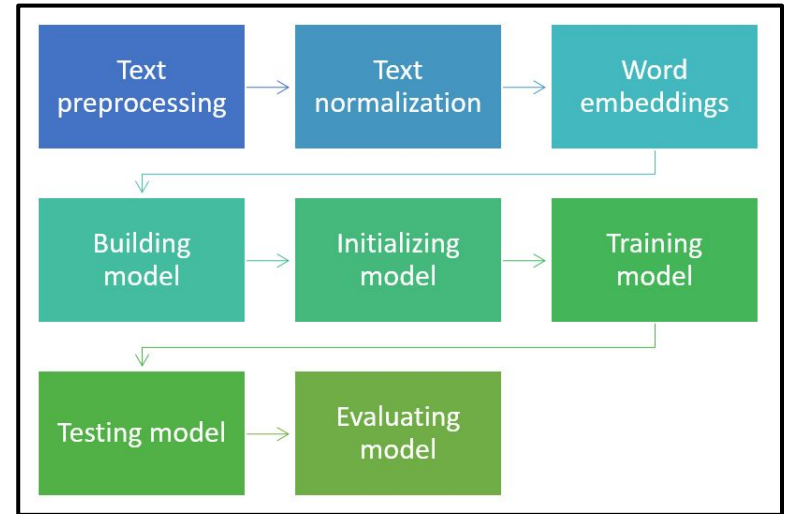 Text
preprocessing
Text
normalization
Word
embeddings
Building
model
Initializing
model
Training
model
Testing model
Evaluating
model